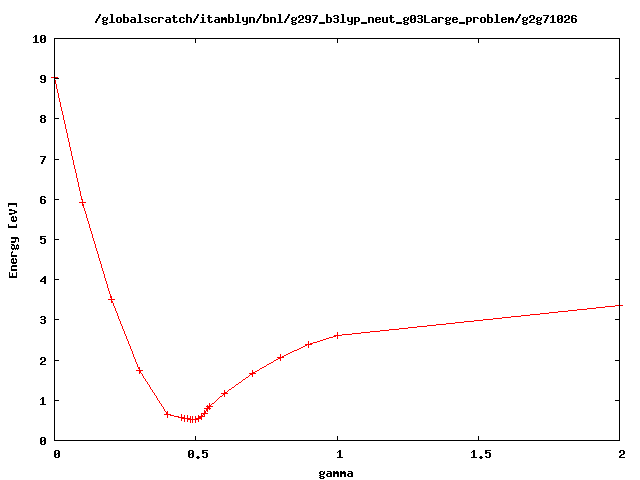 /globalscratch/itamblyn/bnl/g297_b3lyp_neut_g03Large_problem/g2g71026
10
9
8
7
6
5
4
3
2
1
0
Energy [eV]
0 0.5 1 1.5 2
gamma